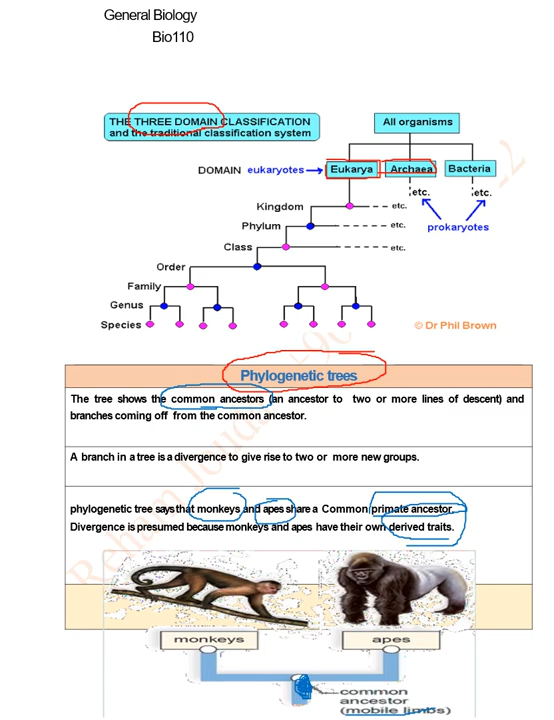 General Biology
Bio110
THE THREE DOMAIN CLASSIFICATION
and the traditional classification system
All organisms
DOMAIN eukaryotes Eukarya Archaea Bacteria
etc. etc.
Kingdom etc.
Phylum etc. prokaryotes
Class etc.
Order
Family
Genus
Species © Dr Phil Brown
Phylogenetic trees
The tree shows the common ancestors (an ancestor to two or more lines of descent) and
branches coming off from the common ancestor.
A branch in a tree is a divergence to give rise to two or more new groups.
phylogenetic tree says that monkeys and apes share a Common primate ancestor.
Divergence is presumed because monkeys and apes have their own derived traits.
monkeys apes
common
ancestor
(mobile limbs)